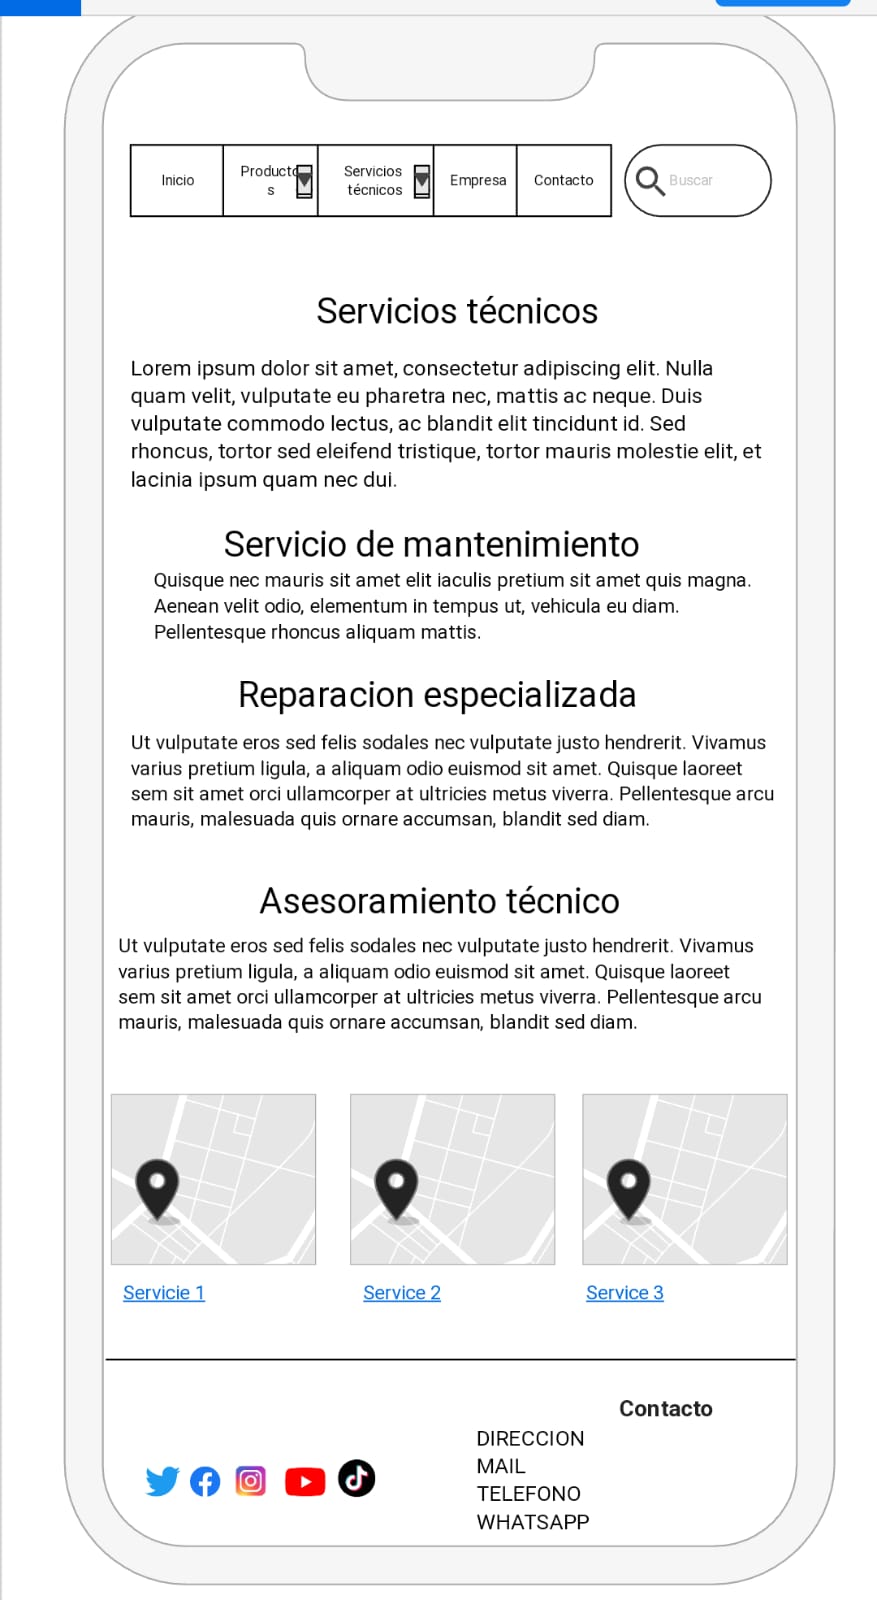 Inicio
Producto
s
Servicios
técnicos
Empresa
Contacto
Buscar
Servicios técnicos
Lorem ipsum dolor sit amet, consectetur adipiscing elit. Nulla
quam velit, vulputate eu pharetra nec, mattis ac neque. Duis
vulputate commodo lectus, ac blandit elit tincidunt id. Sed
rhoncus, tortor sed eleifend tristique, tortor mauris molestie elit, et
lacinia ipsum quam nec dui.
Servicio de mantenimiento
Quisque nec mauris sit amet elit iaculis pretium sit amet quis magna.
Aenean velit odio, elementum in tempus ut, vehicula eu diam.
Pellentesque rhoncus aliquam mattis.
Reparacion especializada
Ut vulputate eros sed felis sodales nec vulputate justo hendrerit. Vivamus
varius pretium ligula, a aliquam odio euismod sit amet. Quisque laoreet
sem sit amet orci ullamcorper at ultricies metus viverra. Pellentesque arcu
mauris, malesuada quis ornare accumsan, blandit sed diam.
Asesoramiento técnico
Ut vulputate eros sed felis sodales nec vulputate justo hendrerit. Vivamus
varius pretium ligula, a aliquam odio euismod sit amet. Quisque laoreet
sem sit amet orci ullamcorper at ultricies metus viverra. Pellentesque arcu
mauris, malesuada quis ornare accumsan, blandit sed diam.
Servicie 1
Service 2
Service 3
Contacto
DIRECCION
MAIL
TELEFONO
WHATSAPP